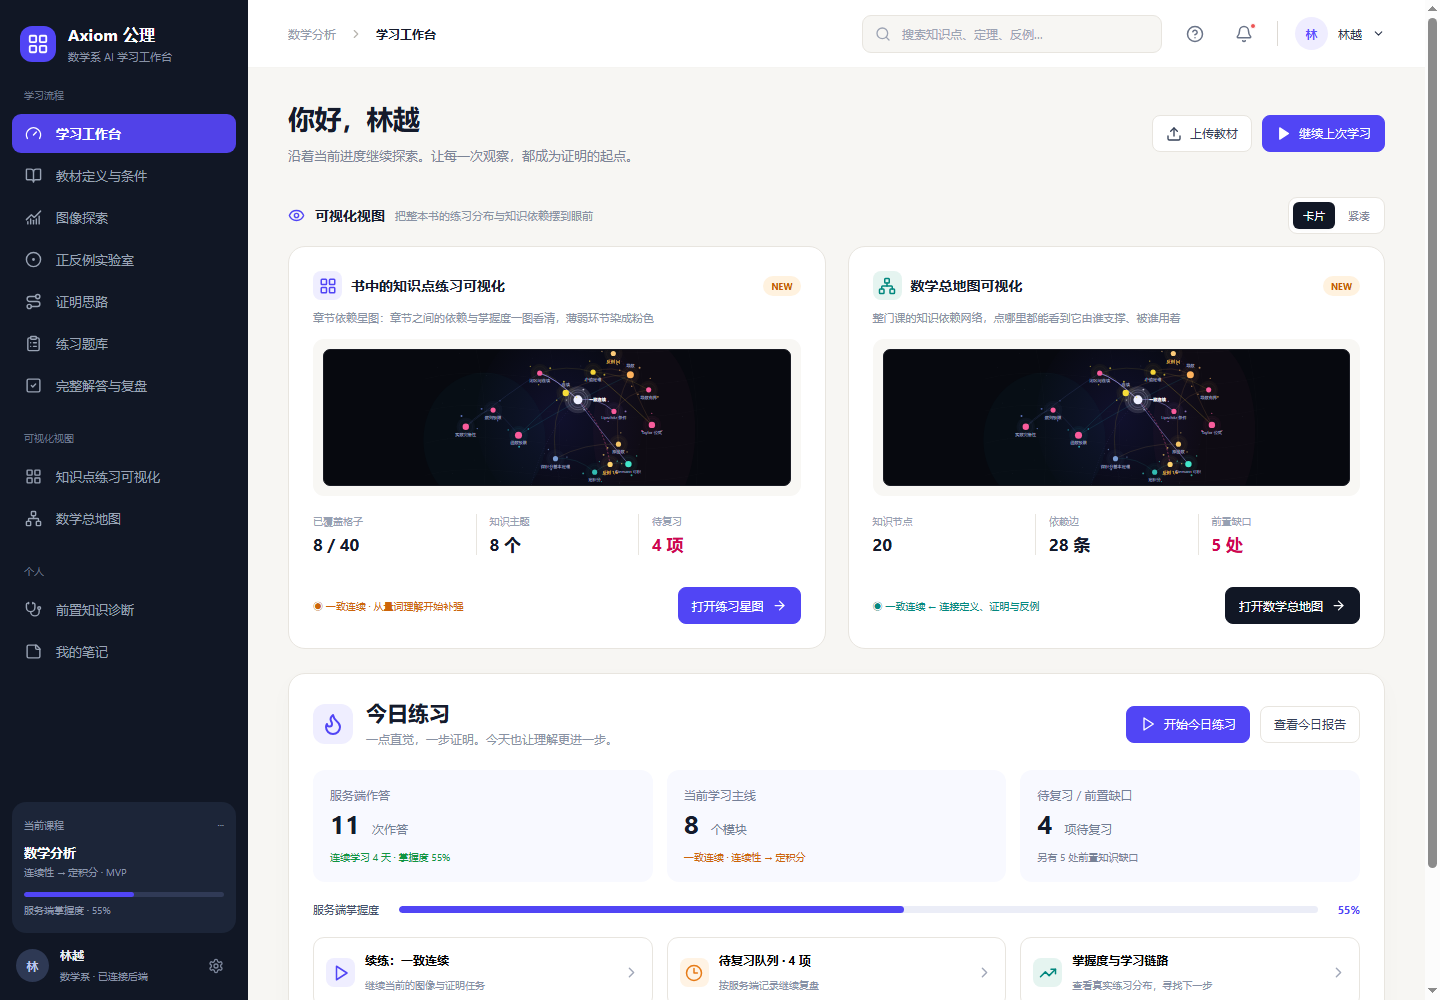 Axiom 公理
数学系 AI 学习工作台
学习流程
学习工作台
教材定义与条件
图像探索
正反例实验室
证明思路
练习题库
完整解答与复盘
可视化视图
知识点练习可视化
数学总地图
个人
前置知识诊断
我的笔记
当前课程
数学分析
连续性 → 定积分 · MVP
服务端掌握度 · 55%
林
林越
数学系 · 已连接后端
数学分析
学习工作台
搜索知识点、定理、反例...
林
林越
你好，林越
沿着当前进度继续探索。让每一次观察，都成为证明的起点。
上传教材
继续上次学习
可视化视图
把整本书的练习分布与知识依赖摆到眼前
卡片
紧凑
书中的知识点练习可视化
NEW
章节依赖星图：章节之间的依赖与掌握度一图看清，薄弱环节染成粉色
一致连续
已覆盖格子
8 / 40
知识主题
8 个
待复习
4 项
一致连续 · 从量词理解开始补强
打开练习星图
数学总地图可视化
NEW
整门课的知识依赖网络，点哪里都能看到它由谁支撑、被谁用着
一致连续
知识节点
20
依赖边
28 条
前置缺口
5 处
一致连续 ← 连接定义、证明与反例
打开数学总地图
今日练习
一点直觉，一步证明。今天也让理解更进一步。
开始今日练习
查看今日报告
服务端作答
11 次作答
连续学习 4 天 · 掌握度 55%
当前学习主线
8 个模块
一致连续 · 连续性 → 定积分
待复习 / 前置缺口
4 项待复习
另有 5 处前置知识缺口
服务端掌握度
55%
续练：一致连续
继续当前的图像与证明任务
待复习队列 · 4 项
按服务端记录继续复盘
掌握度与学习链路
查看真实练习分布，寻找下一步